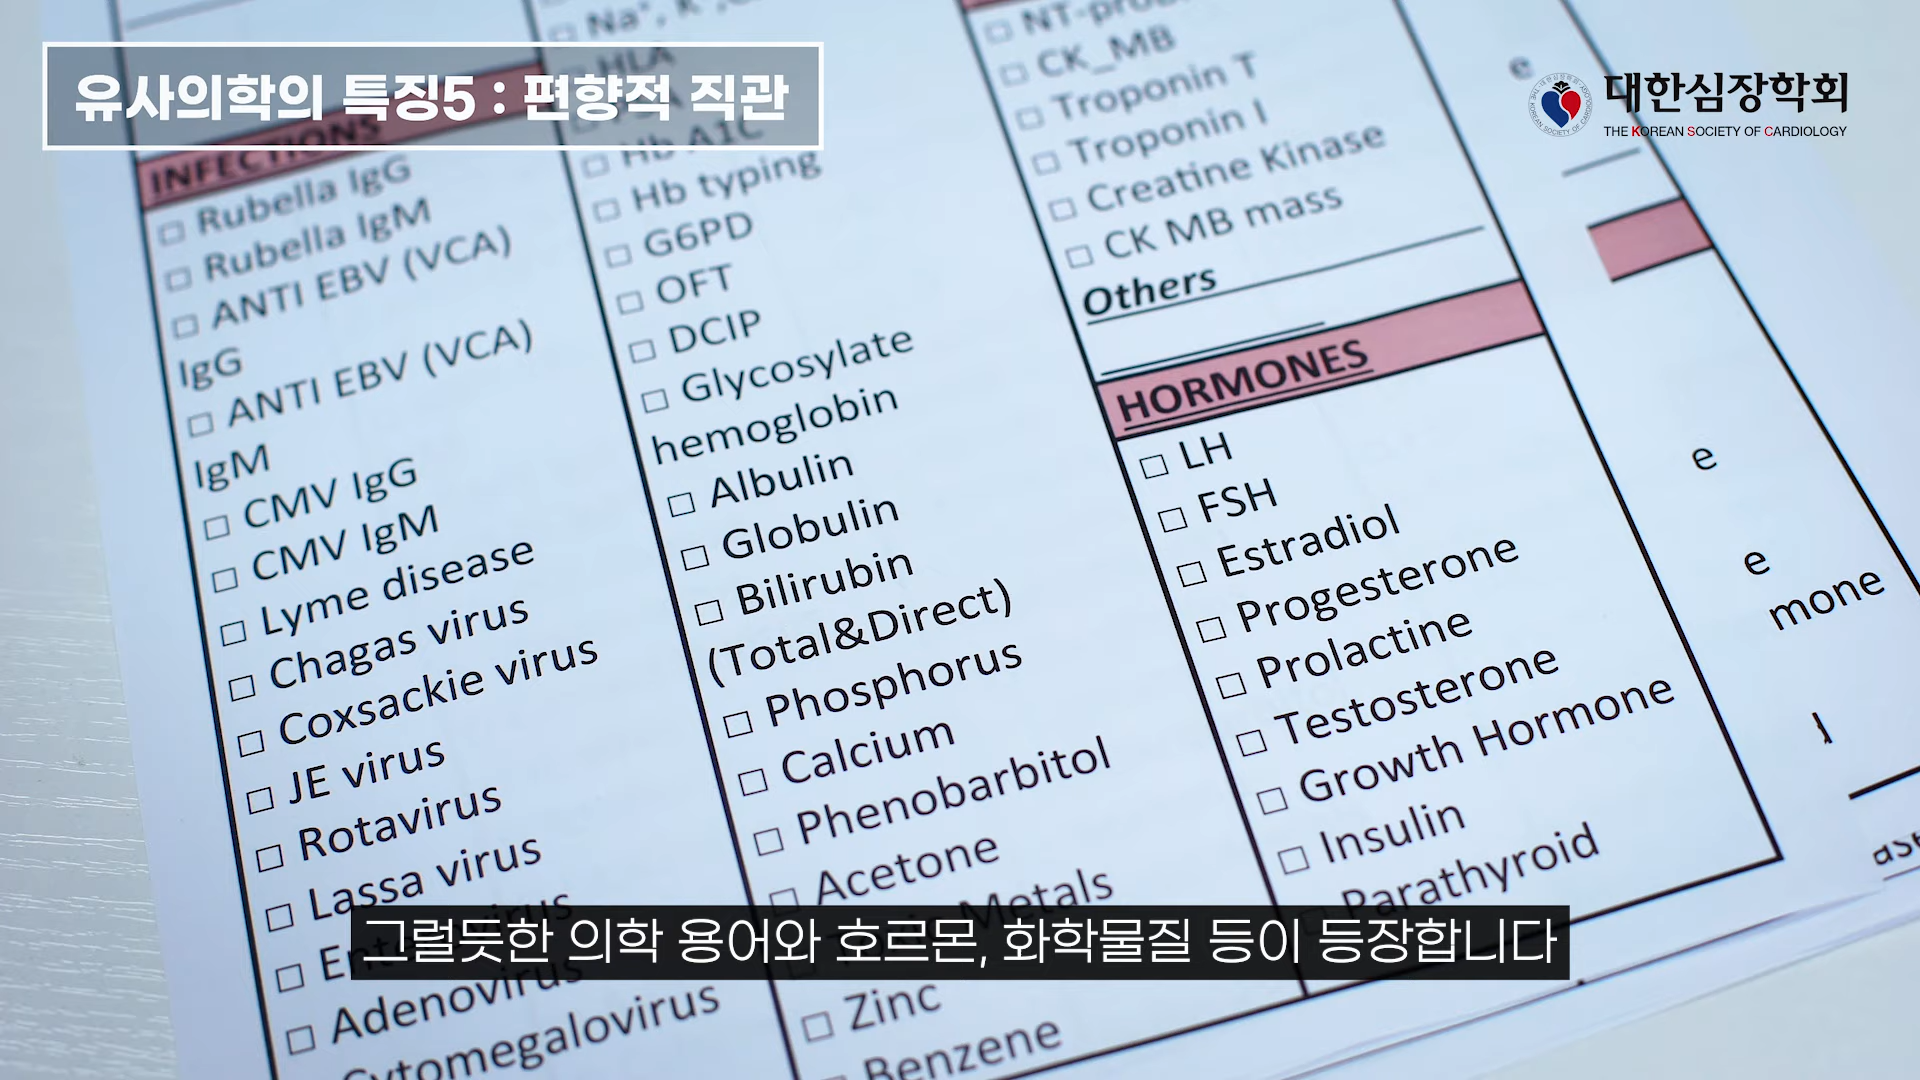 유사의학의 특징5 : 편향적 직관
대한심장학회
THE KOREAN SOCIETY OF CARDIOLOGY
INFECTIONS
Rubella IgG
Rubella IgM
ANTI EBV (VCA)
IgG
ANTI EBV (VCA)
IgM
CMV IgG
CMV IgM
Lyme disease
Chagas virus
Coxsackie virus
JE virus
Rotavirus
Lassa virus
Enterovirus
Adenovirus
Cytomegalovirus
HLA
Hb A1C
Hb typing
G6PD
OFT
DCIP
Glycosylate
hemoglobin
Albulin
Globulin
Bilirubin
(Total&Direct)
Phosphorus
Calcium
Phenobarbitol
Acetone
Metals
Zinc
Benzene
CK_MB
Troponin T
Troponin I
Creatine Kinase
CK MB mass
Others
HORMONES
LH
FSH
Estradiol
Progesterone
Prolactine
Testosterone
Growth Hormone
Insulin
Parathyroid
e
e
e
mone
그럴듯한 의학 용어와 호르몬, 화학물질 등이 등장합니다